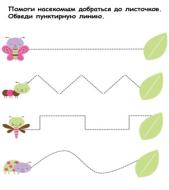 Помоги насекомым добраться до листочков.
Обведи пунктирную линию.